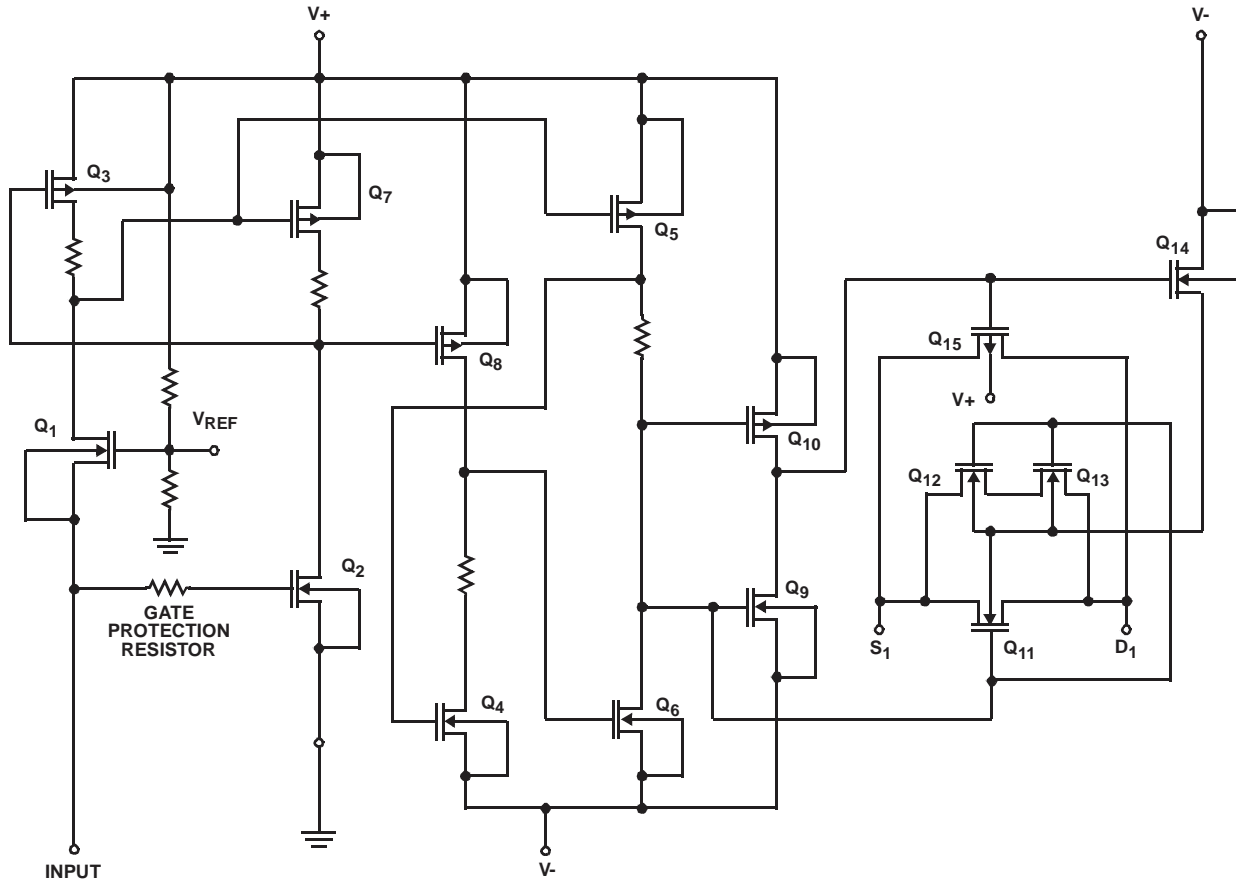 V+
V-
Q3
Q7
Q5
Q14
Q8
Q15
V+
Q1
VREF
Q10
Q12
Q13
Q2
Q9
GATE
PROTECTION
RESISTOR
S1
Q11
D1
Q4
Q6
INPUT
V-